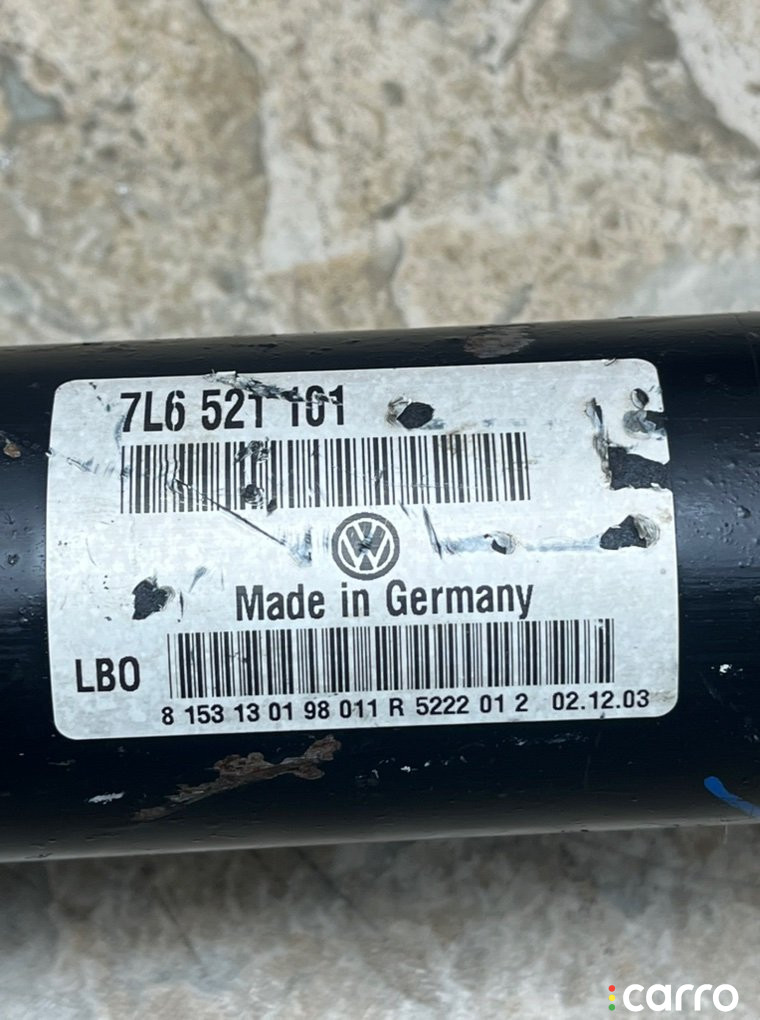 7L6 521 101
Made in Germany
LBO
8 153 13 01 98 011 R 5222 01 2 02.12.03
carro